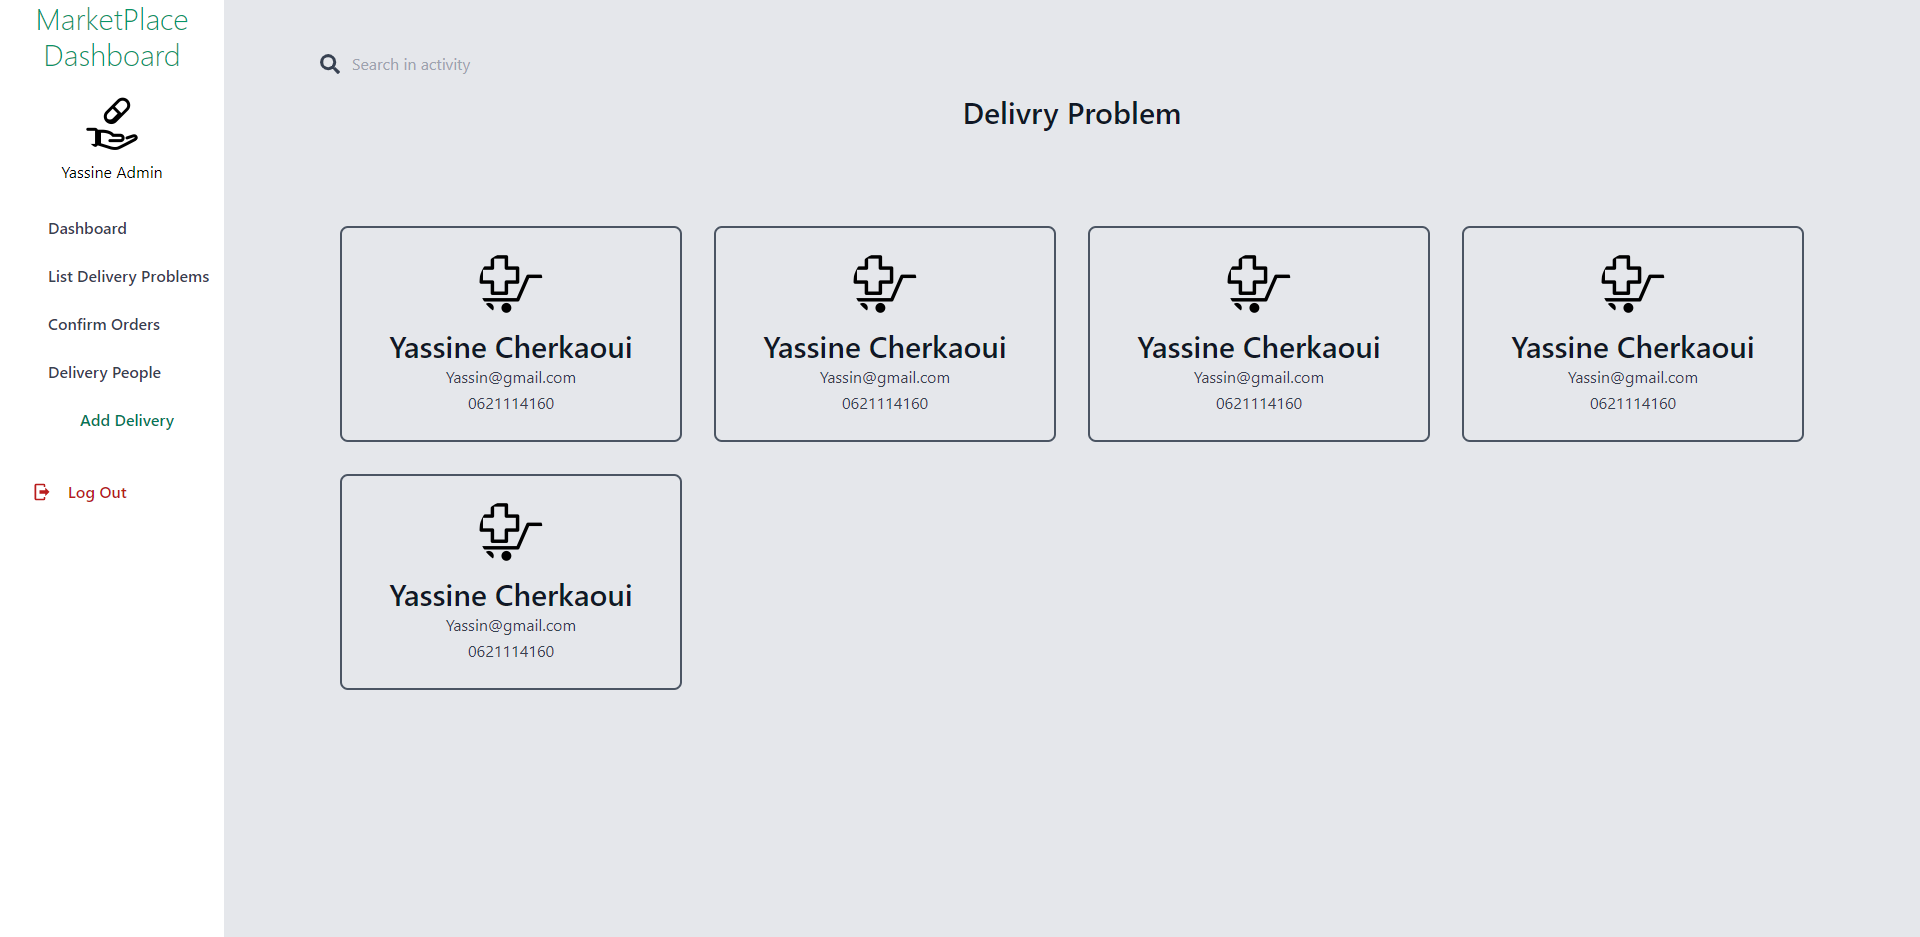 MarketPlace
Dashboard
Yassine Admin
Dashboard
List Delivery Problems
Confirm Orders
Delivery People
Add Delivery
Log Out
Search in activity
Delivry Problem
Yassine Cherkaoui
Yassin@gmail.com
0621114160
Yassine Cherkaoui
Yassin@gmail.com
0621114160
Yassine Cherkaoui
Yassin@gmail.com
0621114160
Yassine Cherkaoui
Yassin@gmail.com
0621114160
Yassine Cherkaoui
Yassin@gmail.com
0621114160